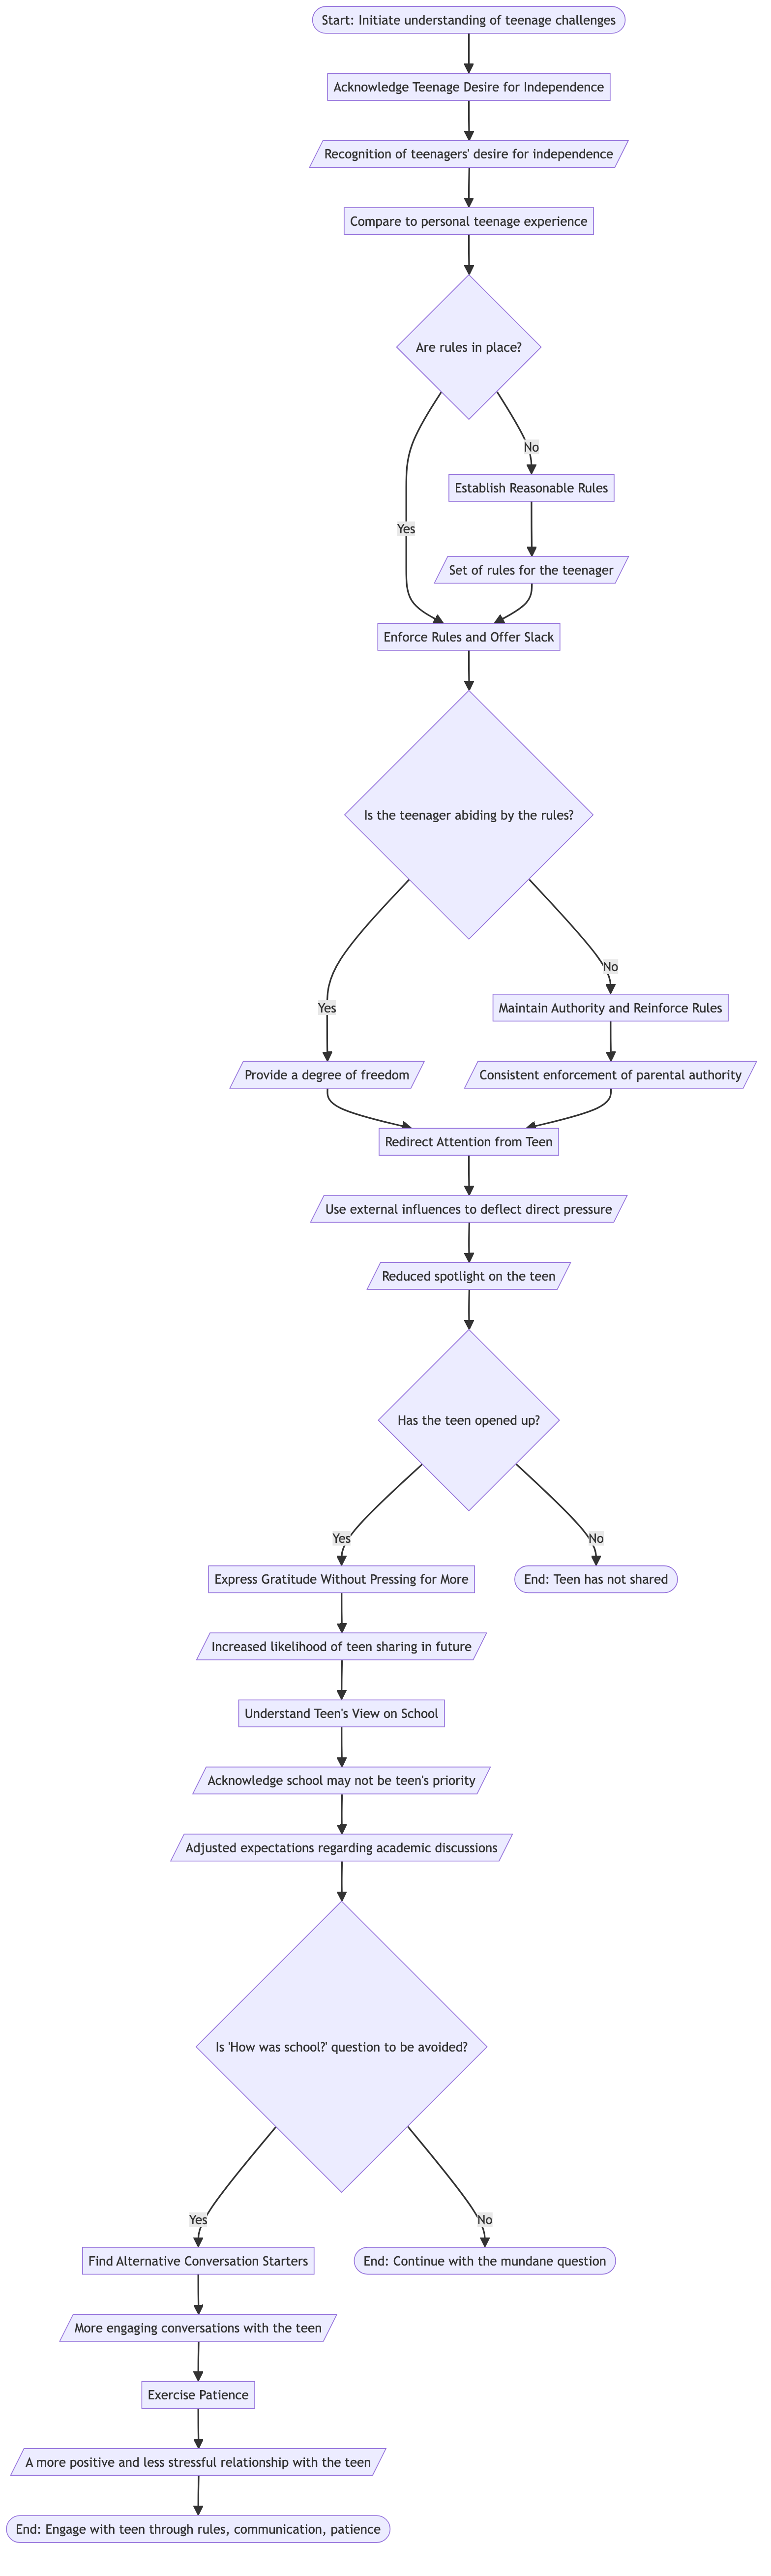 Start: Initiate understanding of teenage challenges
Acknowledge Teenage Desire for Independence
Recognition of teenagers' desire for independence
Compare to personal teenage experience
Are rules in place?
No
Establish Reasonable Rules
Yes
Set of rules for the teenager
Enforce Rules and Offer Slack
Is the teenager abiding by the rules?
No
Yes
Maintain Authority and Reinforce Rules
Provide a degree of freedom
Consistent enforcement of parental authority
Redirect Attention from Teen
Use external influences to deflect direct pressure
Reduced spotlight on the teen
Has the teen opened up?
Yes
No
Express Gratitude Without Pressing for More
End: Teen has not shared
Increased likelihood of teen sharing in future
Understand Teen's View on School
Acknowledge school may not be teen's priority
Adjusted expectations regarding academic discussions
Is 'How was school?' question to be avoided?
Yes
No
Find Alternative Conversation Starters
End: Continue with the mundane question
More engaging conversations with the teen
Exercise Patience
A more positive and less stressful relationship with the teen
End: Engage with teen through rules, communication, patience